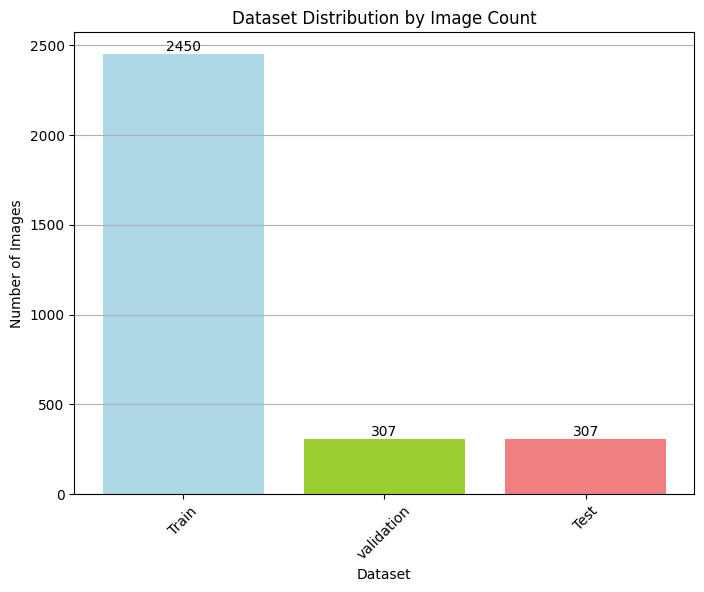 Dataset Distribution by Image Count
Number of Images
2500
2000
1500
1000
500
0
2450
307
307
Train
validation
Test
Dataset